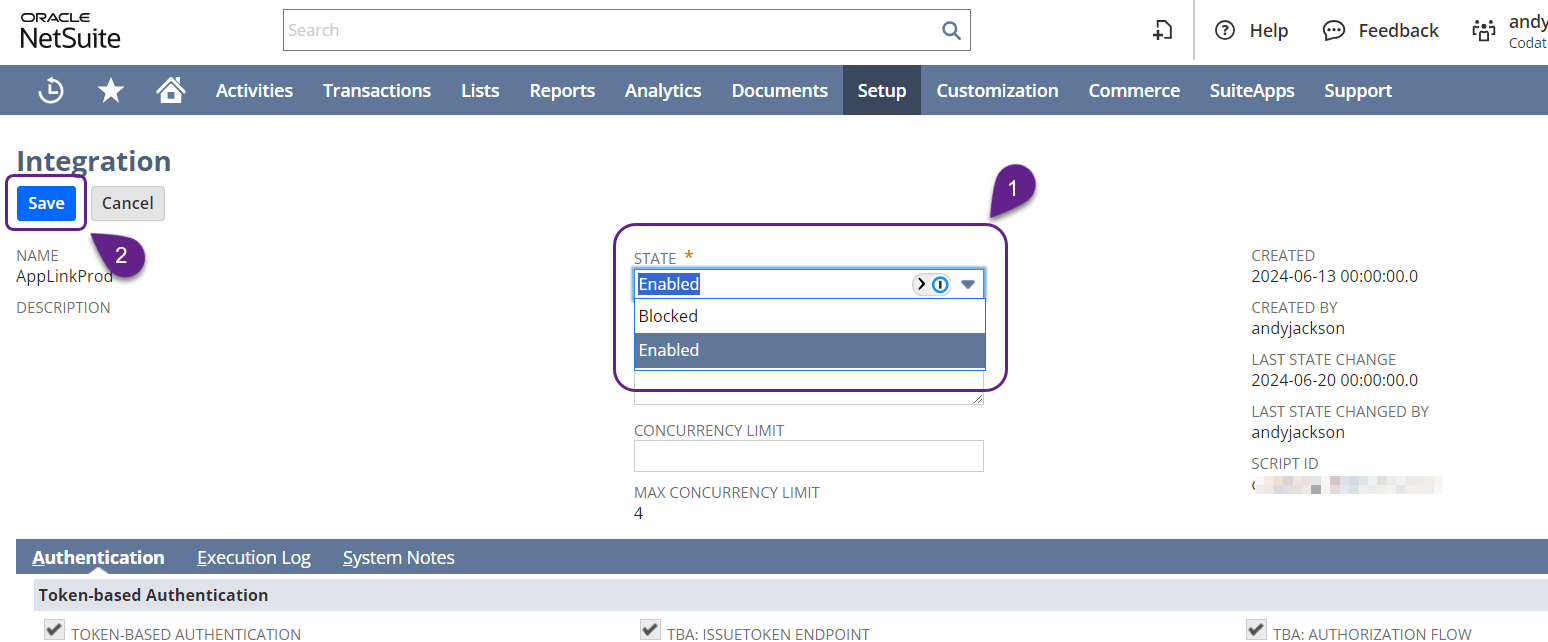 ORACLE
NetSuite
Search
Help
Feedback
andy
Codat
Activities
Transactions
Lists
Reports
Analytics
Documents
Setup
Customization
Commerce
SuiteApps
Support
Integration
1
Save
Cancel
2
NAME
AppLinkProd
DESCRIPTION
STATE *
Enabled
Blocked
Enabled
CONCURRENCY LIMIT
MAX CONCURRENCY LIMIT
4
CREATED
2024-06-13 00:00:00.0
CREATED BY
andyjackson
LAST STATE CHANGE
2024-06-20 00:00:00.0
LAST STATE CHANGED BY
andyjackson
SCRIPT ID
Authentication
Execution Log
System Notes
Token-based Authentication
TOKEN-BASED AUTHENTICATION
TBA: ISSUETOKEN ENDPOINT
TBA: AUTHORIZATION FLOW